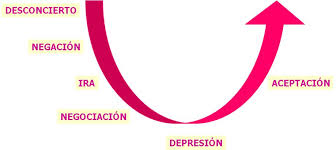 DESCONCIERTO
NEGACIÓN
IRA
NEGOCIACIÓN
DEPRESIÓN
ACEPTACIÓN